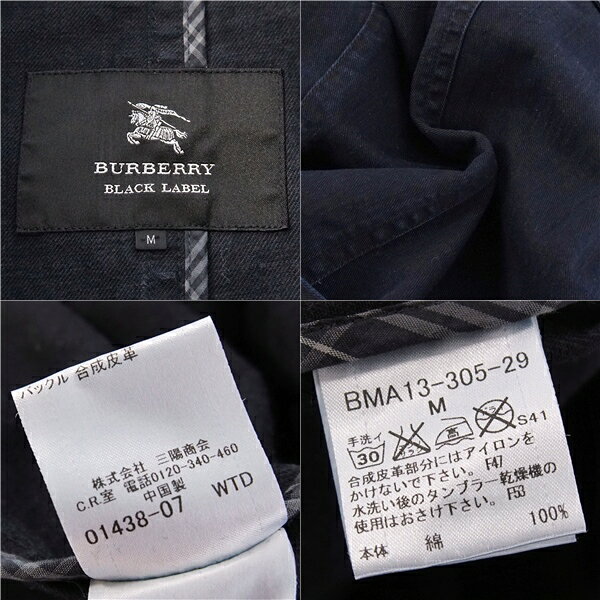 BURBERRY
BLACK LABEL
M
バックル 合成皮革
株式会社 三陽商会
C.R室 電話0120-340-460
中国製
01438-07 WTD
BMA13-305-29
M
手洗イ
30
高
S41
合成皮革部分にはアイロンを
かけないで下さい。F47
水洗い後のタンブラー乾燥機の
使用はおさけ下さい。F53
本体 綿 100%